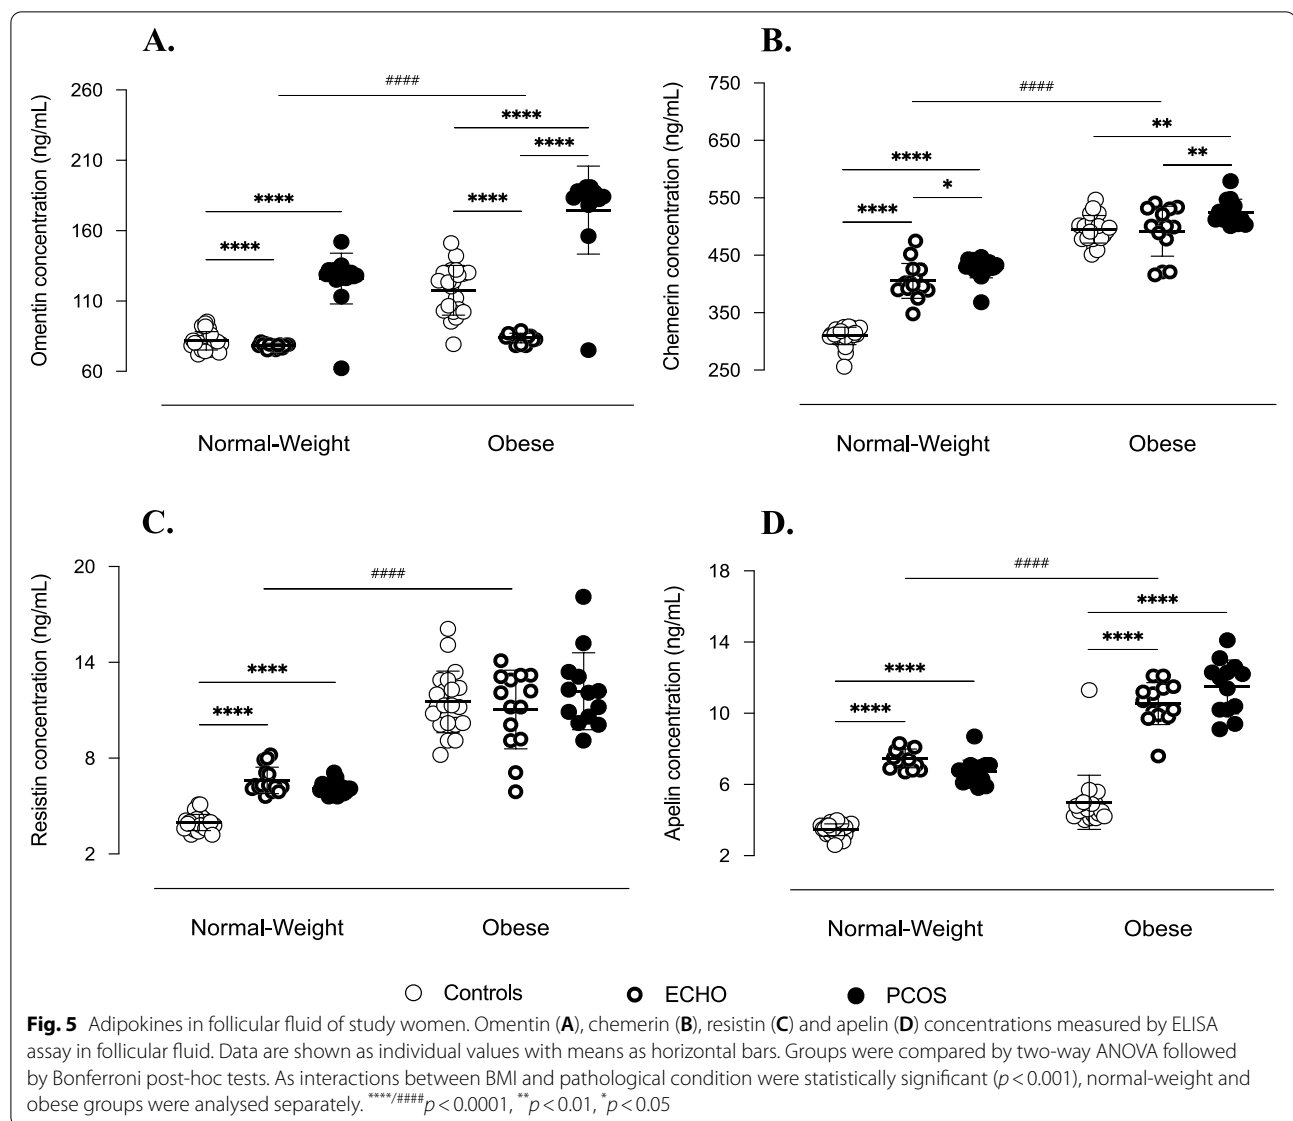 A.
Omentin concentration (ng/mL)
260
210
160
110
60
####
****
****
****
****
****
Normal-Weight
Obese
B.
Chemerin concentration (ng/mL)
750
650
550
450
350
250
####
**
**
****
*
****
Normal-Weight
Obese
C.
Resistin concentration (ng/mL)
20
14
8
2
####
****
****
Normal-Weight
Obese
D.
Apelin concentration (ng/mL)
18
14
10
6
2
####
****
****
****
****
Normal-Weight
Obese
Controls
ECHO
PCOS
Fig. 5 Adipokines in follicular fluid of study women. Omentin (A), chemerin (B), resistin (C) and apelin (D) concentrations measured by ELISA
assay in follicular fluid. Data are shown as individual values with means as horizontal bars. Groups were compared by two-way ANOVA followed
by Bonferroni post-hoc tests. As interactions between BMI and pathological condition were statistically significant (p < 0.001), normal-weight and
obese groups were analysed separately. ****/####p < 0.0001, **p < 0.01, *p < 0.05